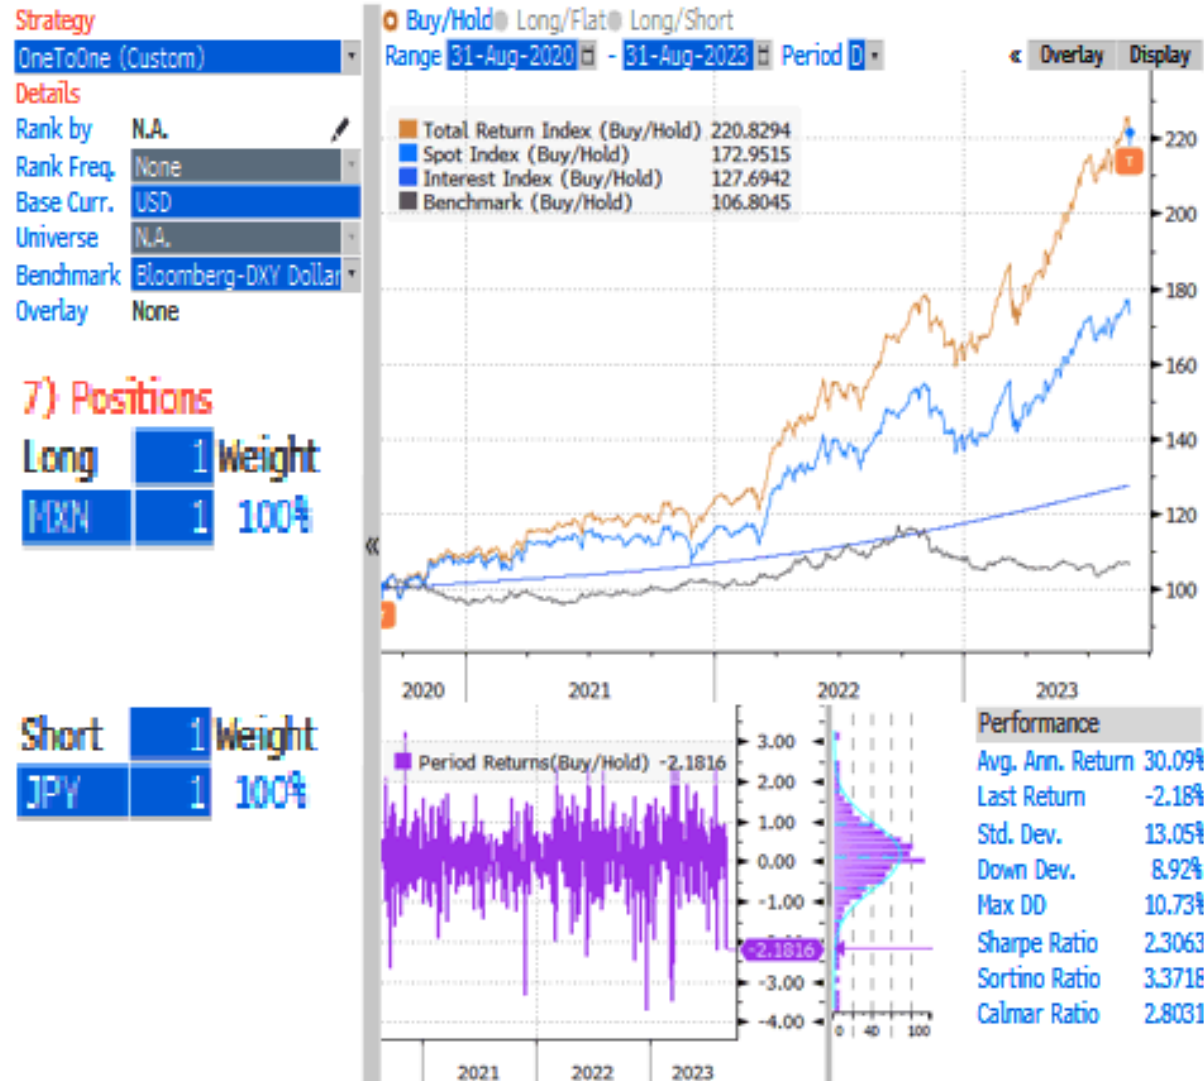 Strategy
OneToOne (Custom)
Details
Rank by N.A.
Rank Freq. None
Base Curr. USD
Universe N.A.
Benchmark Bloomberg-DXY Dollar
Overlay None
7) Positions
Long 1 Weight
MXN 1 100%
Short 1 Weight
JPY 1 100%
Buy/Hold Long/Flat Long/Short
Range 31-Aug-2020 - 31-Aug-2023 Period D
« Overlay Display
Total Return Index (Buy/Hold) 220.8294
Spot Index (Buy/Hold) 172.9515
Interest Index (Buy/Hold) 127.6942
Benchmark (Buy/Hold) 106.8045
T
220
200
180
160
140
120
100
«
2020 2021 2022 2023
Period Returns(Buy/Hold) -2.1816
3.00
2.00
1.00
0.00
-1.00
-2.1816
-3.00
-4.00
2021 2022 2023
0 40 100
Performance
Avg. Ann. Return 30.09%
Last Return -2.18%
Std. Dev. 13.05%
Down Dev. 8.92%
Max DD 10.73%
Sharpe Ratio 2.3063
Sortino Ratio 3.3718
Calmar Ratio 2.8031